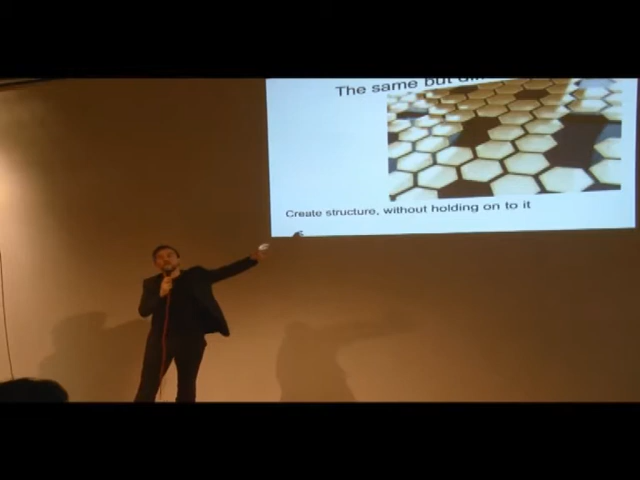 The same but
Create structure, without holding on to it